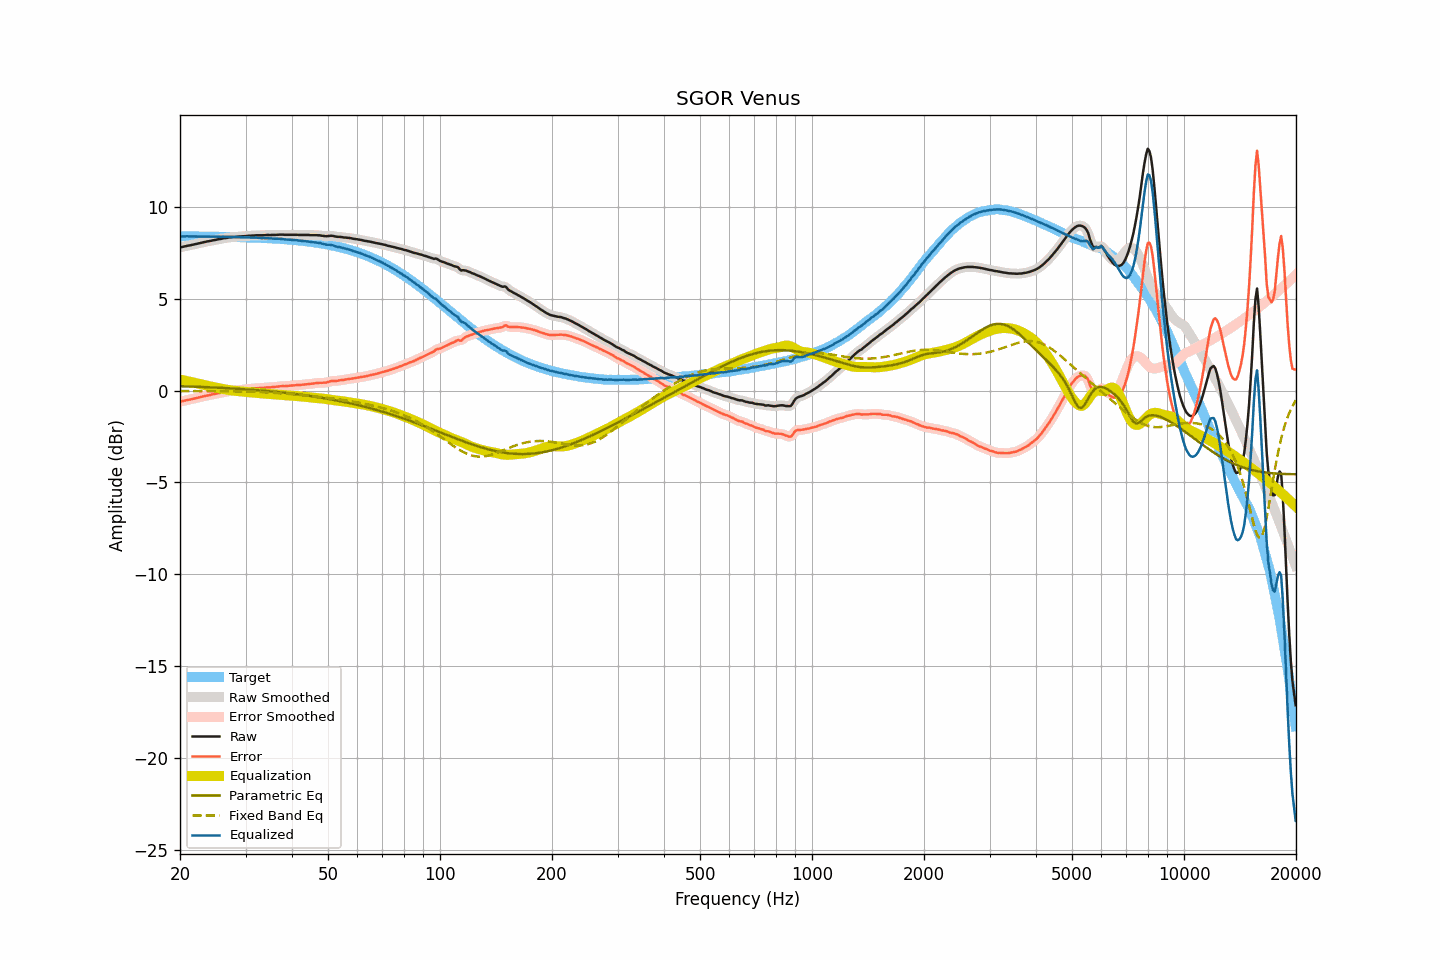 SGOR Venus
10
5
0
−5
−10
−15
−20
−25
Amplitude (dBr)
Target
Raw Smoothed
Error Smoothed
Raw
Error
Equalization
Parametric Eq
Fixed Band Eq
Equalized
20 50 100 200 500 1000 2000 5000 10000 20000
Frequency (Hz)